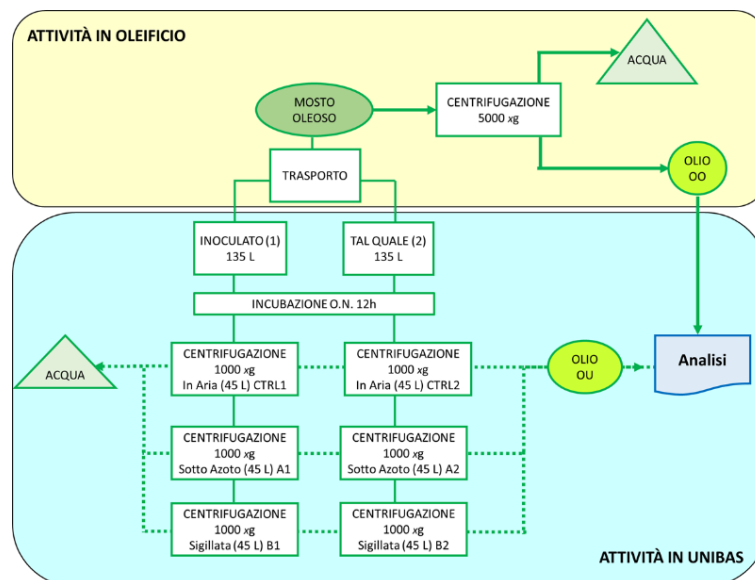 ATTIVITÀ IN OLEIFICIO
ACQUA
MOSTO
OLEOSO
CENTRIFUGAZIONE
5000 xg
TRASPORTO
OLIO
OO
INOCULATO (1)
135 L
TAL QUALE (2)
135 L
INCUBAZIONE O.N. 12h
ACQUA
CENTRIFUGAZIONE
1000 xg
In Aria (45 L) CTRL1
CENTRIFUGAZIONE
1000 xg
In Aria (45 L) CTRL2
OLIO
OU
Analisi
CENTRIFUGAZIONE
1000 xg
Sotto Azoto (45 L) A1
CENTRIFUGAZIONE
1000 xg
Sotto Azoto (45 L) A2
CENTRIFUGAZIONE
1000 xg
Sigillata (45 L) B1
CENTRIFUGAZIONE
1000 xg
Sigillata (45 L) B2
ATTIVITÀ IN UNIBAS